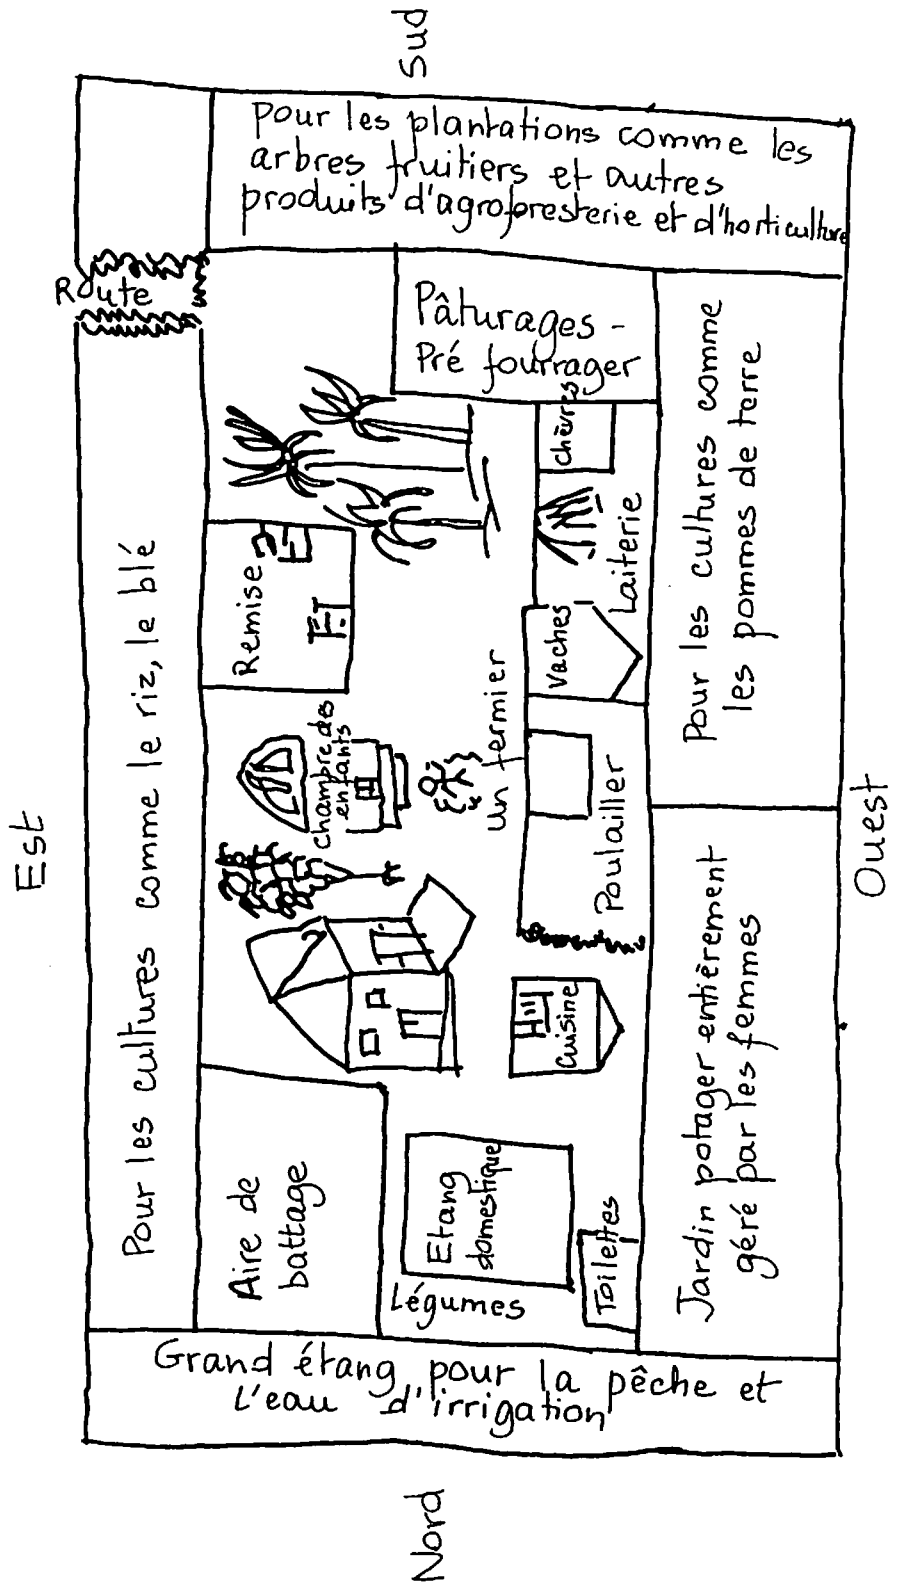 Sud
pour les plantations comme les
arbres fruitiers et autres
produits d'agroforesterie et d'horticulture
Route
Pâturages -
Pré fourrager
Est
Pour les cultures comme le riz, le blé
Remise
chèvres
Laiterie
Vaches
Pour les cultures comme
les pommes de terre
chambre des
enfants
un fermier
Poulailler
Ouest
cuisine
Jardin potager entièrement
géré par les femmes
Aire de
battage
Etang
domestique
Légumes
Toilettes
Grand étang pour la pêche et
l'eau d'irrigation
Nord